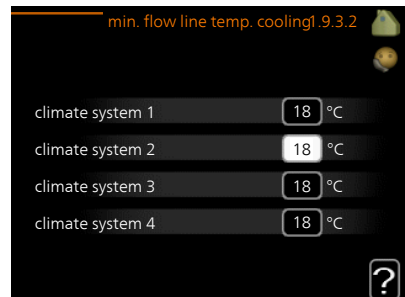 min. flow line temp. cooling1.9.3.2
climate system 1 18 °C
climate system 2 18 °C
climate system 3 18 °C
climate system 4 18 °C
?